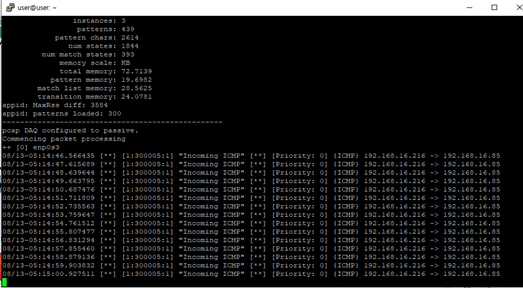 user@user: ~
instances: 3
patterns: 439
pattern chars: 2614
num states: 1844
num match states: 393
memory scale: KB
total memory: 72.7139
pattern memory: 19.6982
match list memory: 28.5625
transition memory: 24.0781
appid: MaxRss diff: 3584
appid: patterns loaded: 300
--------------------------------------------------
pcap DAQ configured to passive.
Commencing packet processing
++ [0] enp0s3
08/13-05:14:46.566435 [**] [1:300005:1] "Incoming ICMP" [**] [Priority: 0] {ICMP} 192.168.16.216 -> 192.168.16.85
08/13-05:14:47.615689 [**] [1:300005:1] "Incoming ICMP" [**] [Priority: 0] {ICMP} 192.168.16.216 -> 192.168.16.85
08/13-05:14:48.639644 [**] [1:300005:1] "Incoming ICMP" [**] [Priority: 0] {ICMP} 192.168.16.216 -> 192.168.16.85
08/13-05:14:49.663795 [**] [1:300005:1] "Incoming ICMP" [**] [Priority: 0] {ICMP} 192.168.16.216 -> 192.168.16.85
08/13-05:14:50.687476 [**] [1:300005:1] "Incoming ICMP" [**] [Priority: 0] {ICMP} 192.168.16.216 -> 192.168.16.85
08/13-05:14:51.711809 [**] [1:300005:1] "Incoming ICMP" [**] [Priority: 0] {ICMP} 192.168.16.216 -> 192.168.16.85
08/13-05:14:52.735563 [**] [1:300005:1] "Incoming ICMP" [**] [Priority: 0] {ICMP} 192.168.16.216 -> 192.168.16.85
08/13-05:14:53.759647 [**] [1:300005:1] "Incoming ICMP" [**] [Priority: 0] {ICMP} 192.168.16.216 -> 192.168.16.85
08/13-05:14:54.761512 [**] [1:300005:1] "Incoming ICMP" [**] [Priority: 0] {ICMP} 192.168.16.216 -> 192.168.16.85
08/13-05:14:55.807477 [**] [1:300005:1] "Incoming ICMP" [**] [Priority: 0] {ICMP} 192.168.16.216 -> 192.168.16.85
08/13-05:14:56.831294 [**] [1:300005:1] "Incoming ICMP" [**] [Priority: 0] {ICMP} 192.168.16.216 -> 192.168.16.85
08/13-05:14:57.855460 [**] [1:300005:1] "Incoming ICMP" [**] [Priority: 0] {ICMP} 192.168.16.216 -> 192.168.16.85
08/13-05:14:58.879136 [**] [1:300005:1] "Incoming ICMP" [**] [Priority: 0] {ICMP} 192.168.16.216 -> 192.168.16.85
08/13-05:14:59.903832 [**] [1:300005:1] "Incoming ICMP" [**] [Priority: 0] {ICMP} 192.168.16.216 -> 192.168.16.85
08/13-05:15:00.927511 [**] [1:300005:1] "Incoming ICMP" [**] [Priority: 0] {ICMP} 192.168.16.216 -> 192.168.16.85